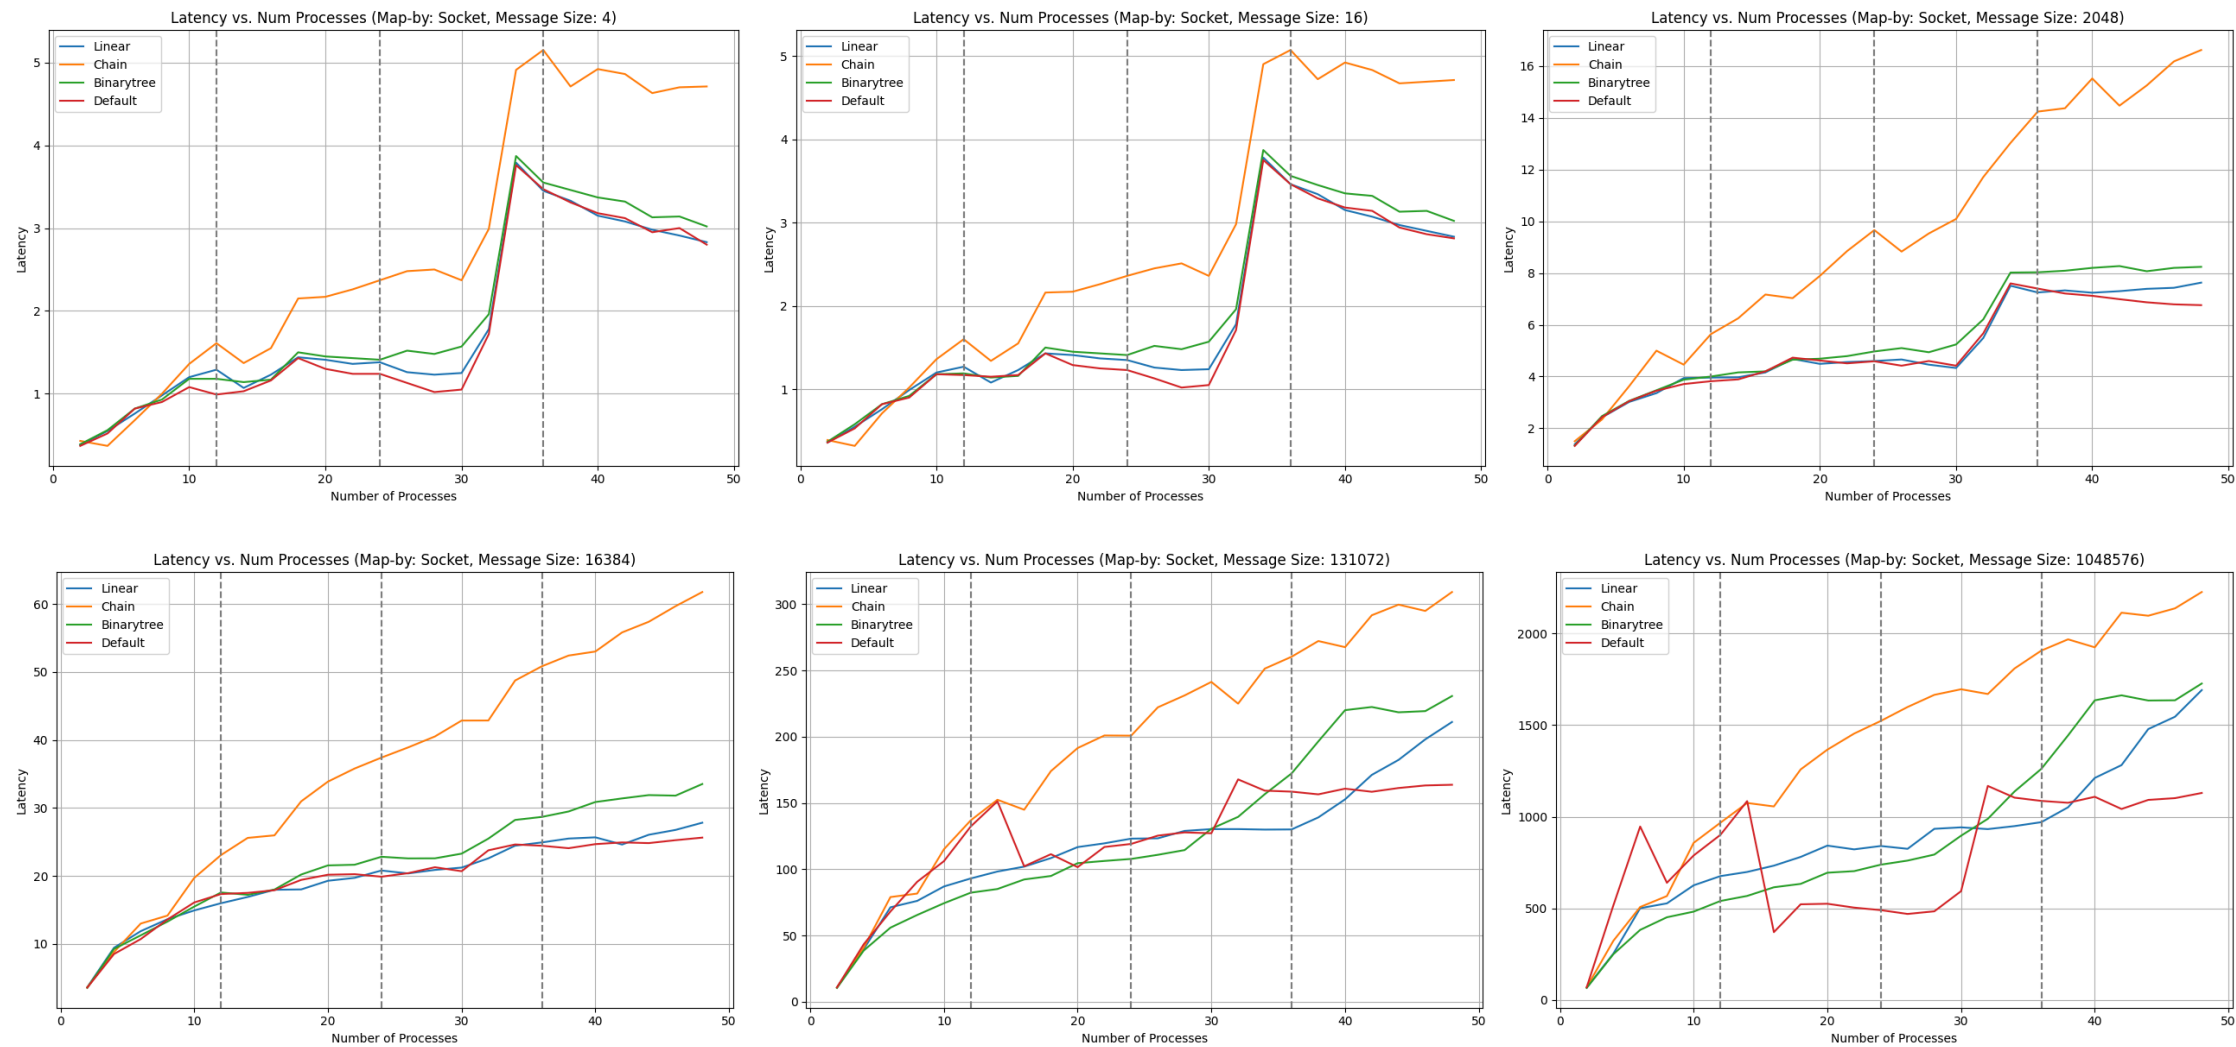 Latency vs. Num Processes (Map-by: Socket, Message Size: 4)
Linear
Chain
Binarytree
Default
5
4
3
2
1
Latency
0 10 20 30 40 50
Number of Processes
Latency vs. Num Processes (Map-by: Socket, Message Size: 16)
Linear
Chain
Binarytree
Default
5
4
3
2
1
Latency
0 10 20 30 40 50
Number of Processes
Latency vs. Num Processes (Map-by: Socket, Message Size: 2048)
Linear
Chain
Binarytree
Default
16
14
12
10
8
6
4
2
Latency
0 10 20 30 40 50
Number of Processes
Latency vs. Num Processes (Map-by: Socket, Message Size: 16384)
Linear
Chain
Binarytree
Default
60
50
40
30
20
10
Latency
0 10 20 30 40 50
Number of Processes
Latency vs. Num Processes (Map-by: Socket, Message Size: 131072)
Linear
Chain
Binarytree
Default
300
250
200
150
100
50
0
Latency
0 10 20 30 40 50
Number of Processes
Latency vs. Num Processes (Map-by: Socket, Message Size: 1048576)
Linear
Chain
Binarytree
Default
2000
1500
1000
500
0
Latency
0 10 20 30 40 50
Number of Processes